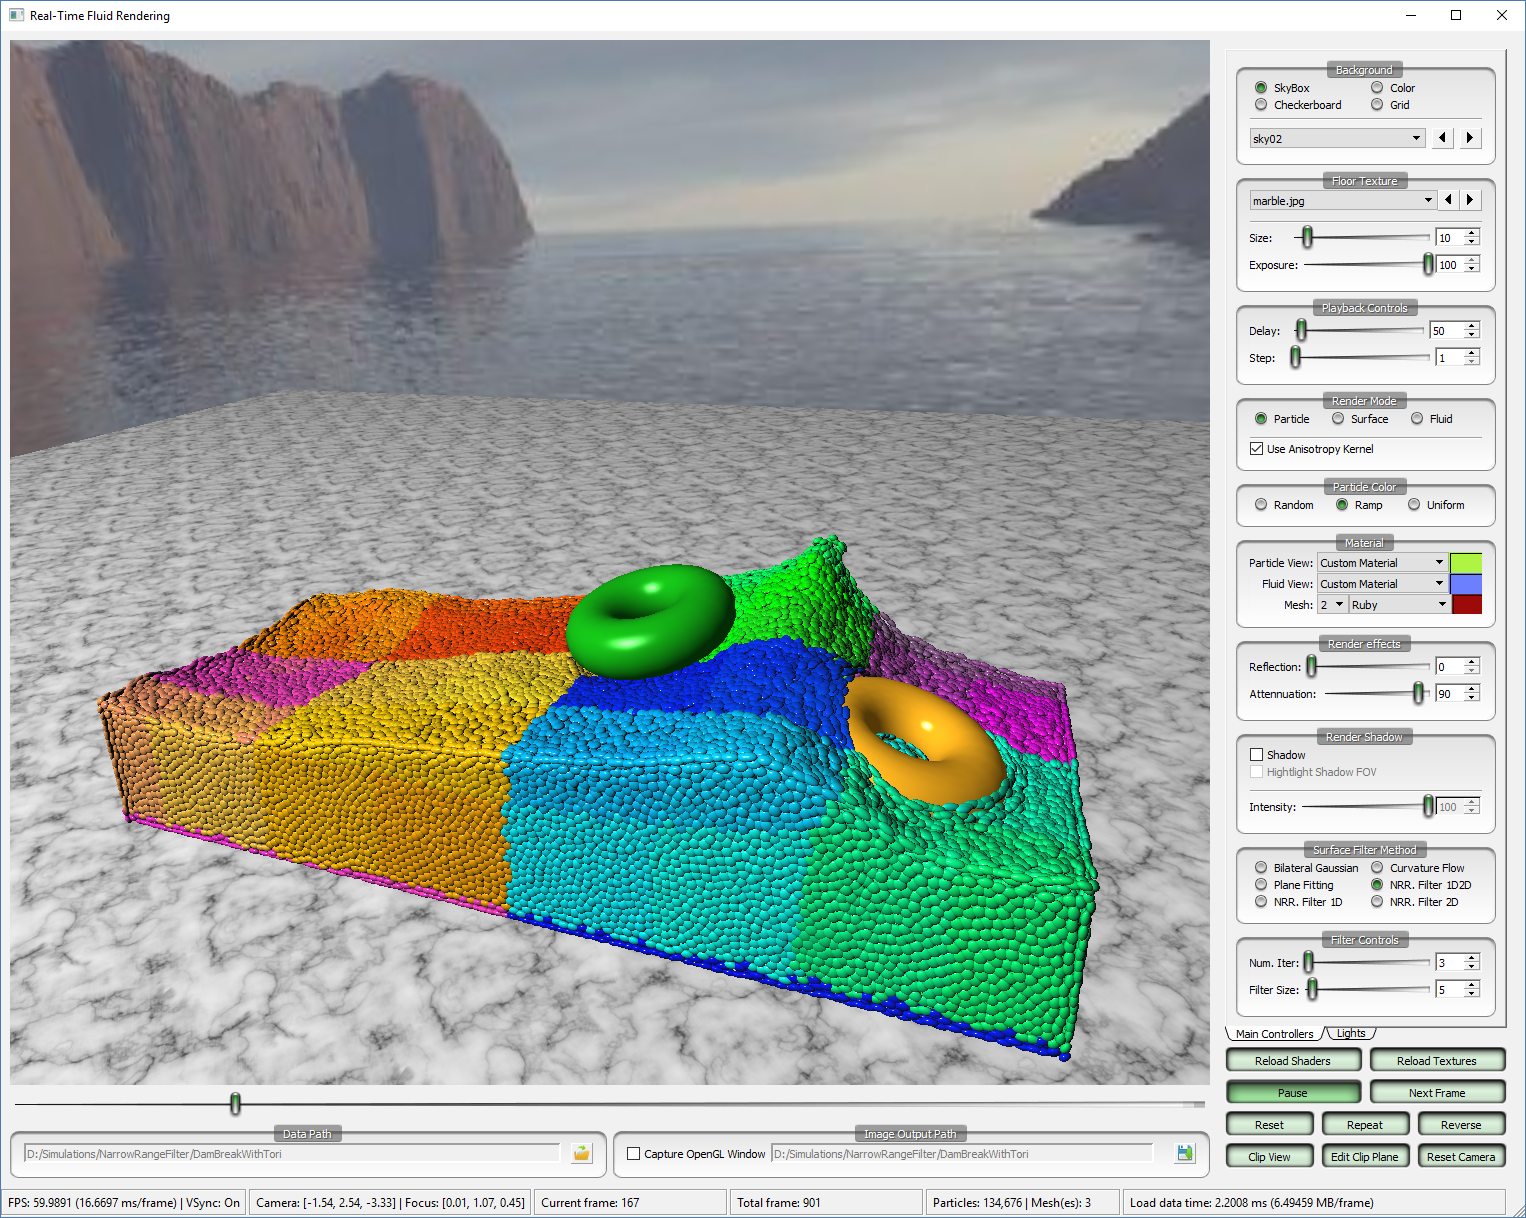 Real-Time Fluid Rendering
Background
SkyBox
Color
Checkerboard
Grid
sky02
Floor Texture
marble.jpg
Size:
10
Exposure:
100
Playback Controls
Delay:
50
Step:
1
Render Mode
Particle
Surface
Fluid
Use Anisotropy Kernel
Particle Color
Random
Ramp
Uniform
Material
Particle View:
Custom Material
Fluid View:
Custom Material
Mesh:
2
Ruby
Render effects
Reflection:
0
Attennuation:
90
Render Shadow
Shadow
Hightlight Shadow FOV
Intensity:
100
Surface Filter Method
Bilateral Gaussian
Curvature Flow
Plane Fitting
NRR. Filter 1D2D
NRR. Filter 1D
NRR. Filter 2D
Filter Controls
Num. Iter:
3
Filter Size:
5
Main Controllers
Lights
Reload Shaders
Reload Textures
Pause
Next Frame
Reset
Repeat
Reverse
Clip View
Edit Clip Plane
Reset Camera
Data Path
D:/Simulations/NarrowRangeFilter/DamBreakWithTori
Image Output Path
Capture OpenGL Window
D:/Simulations/NarrowRangeFilter/DamBreakWithTori
FPS: 59.9891 (16.6697 ms/frame) | VSync: On
Camera: [-1.54, 2.54, -3.33] | Focus: [0.01, 1.07, 0.45]
Current frame: 167
Total frame: 901
Particles: 134,676 | Mesh(es): 3
Load data time: 2.2008 ms (6.49459 MB/frame)